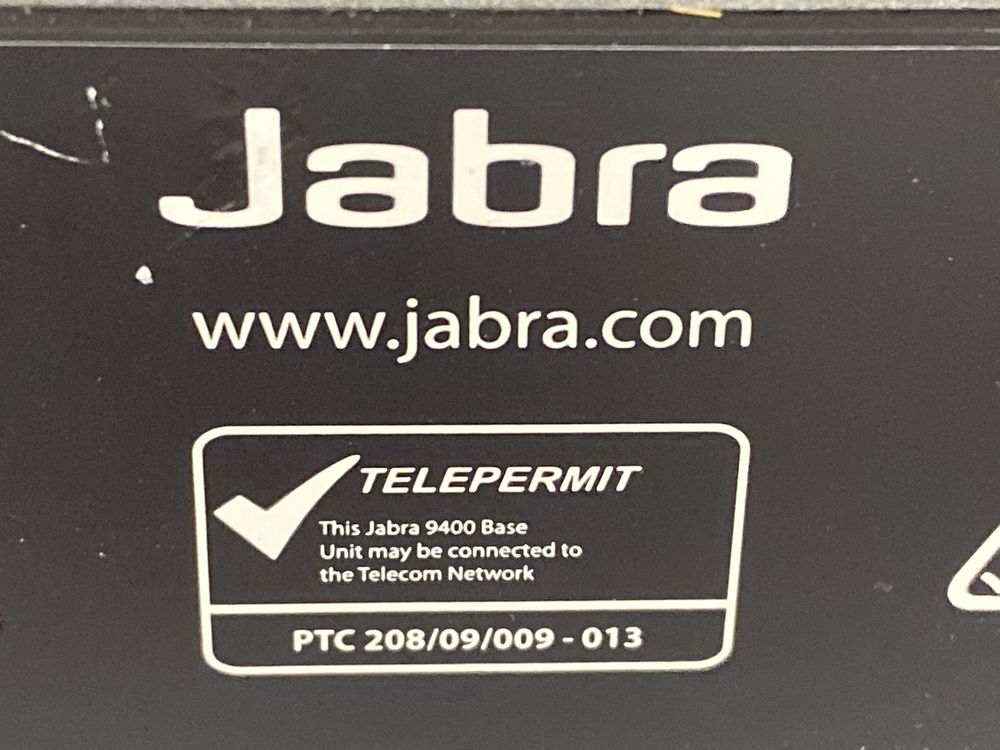 Jabra
www.jabra.com
TELEPERMIT
This Jabra 9400 Base
Unit may be connected to
the Telecom Network
PTC 208/09/009 - 013